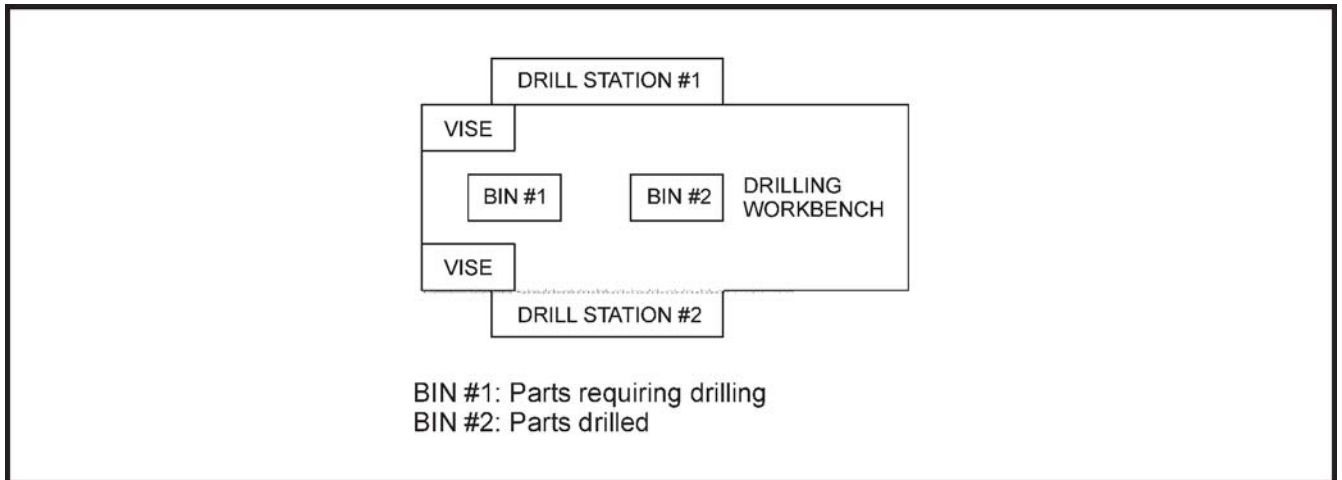 DRILL STATION #1
VISE
BIN #1
BIN #2
DRILLING
WORKBENCH
VISE
DRILL STATION #2
BIN #1: Parts requiring drilling
BIN #2: Parts drilled